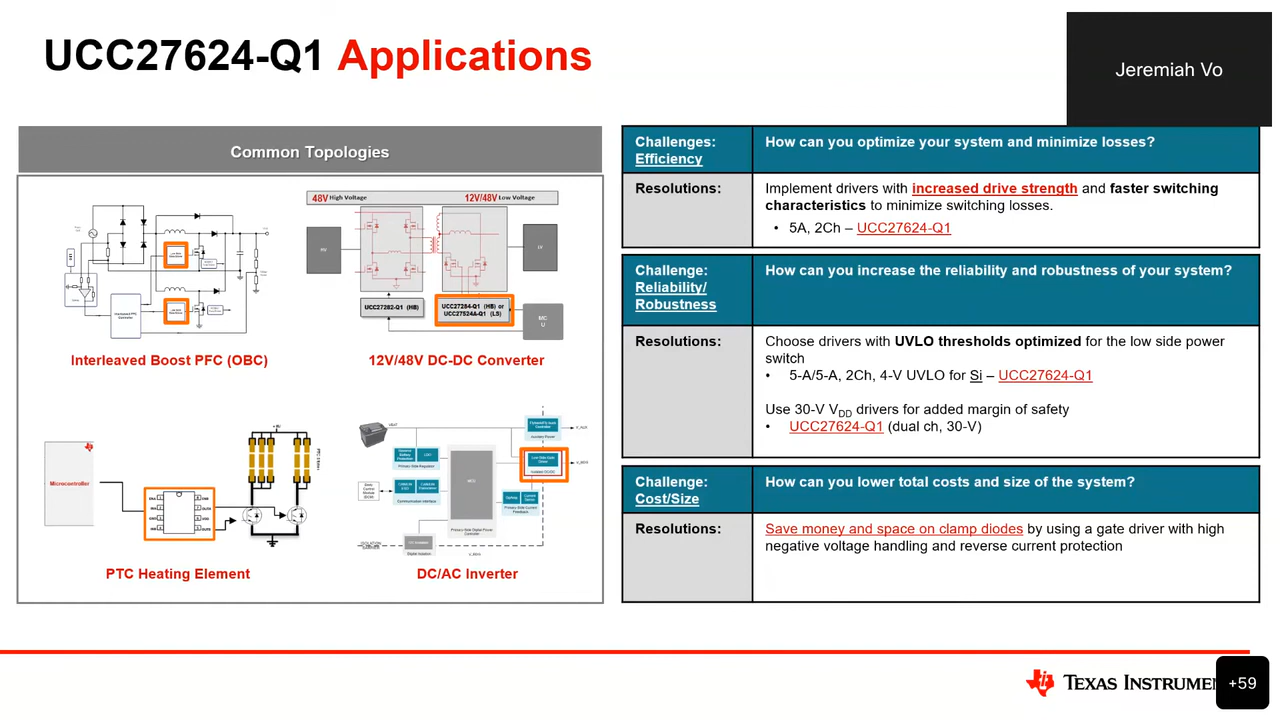 UCC27624-Q1 Applications
Jeremiah Vo
Common Topologies
Interleaved Boost PFC (OBC)
48V High Voltage
12V/48V Low Voltage
HV
LV
UCC27282-Q1 (HB)
UCC27284-Q1 (HB) or
UCC27524A-Q1 (LS)
MC
U
12V/48V DC-DC Converter
Microcontroller
PTC Heating Element
DC/AC Inverter
Challenges:
Efficiency
How can you optimize your system and minimize losses?
Resolutions:
Implement drivers with increased drive strength and faster switching
characteristics to minimize switching losses.
• 5A, 2Ch – UCC27624-Q1
Challenge:
Reliability/
Robustness
How can you increase the reliability and robustness of your system?
Resolutions:
Choose drivers with UVLO thresholds optimized for the low side power
switch
• 5-A/5-A, 2Ch, 4-V UVLO for Si – UCC27624-Q1
Use 30-V VDD drivers for added margin of safety
• UCC27624-Q1 (dual ch, 30-V)
Challenge:
Cost/Size
How can you lower total costs and size of the system?
Resolutions:
Save money and space on clamp diodes by using a gate driver with high
negative voltage handling and reverse current protection
TEXAS INSTRUMEN
+59